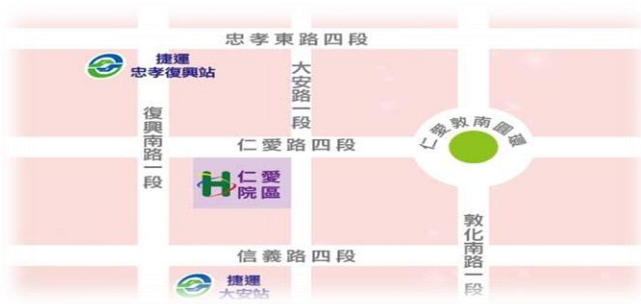 忠孝東路四段
捷運
忠孝復興站
大安路一段
復興南路一段
仁愛路四段
仁愛敦南圓環
仁愛
院區
敦化南路一段
信義路四段
捷運
大安站